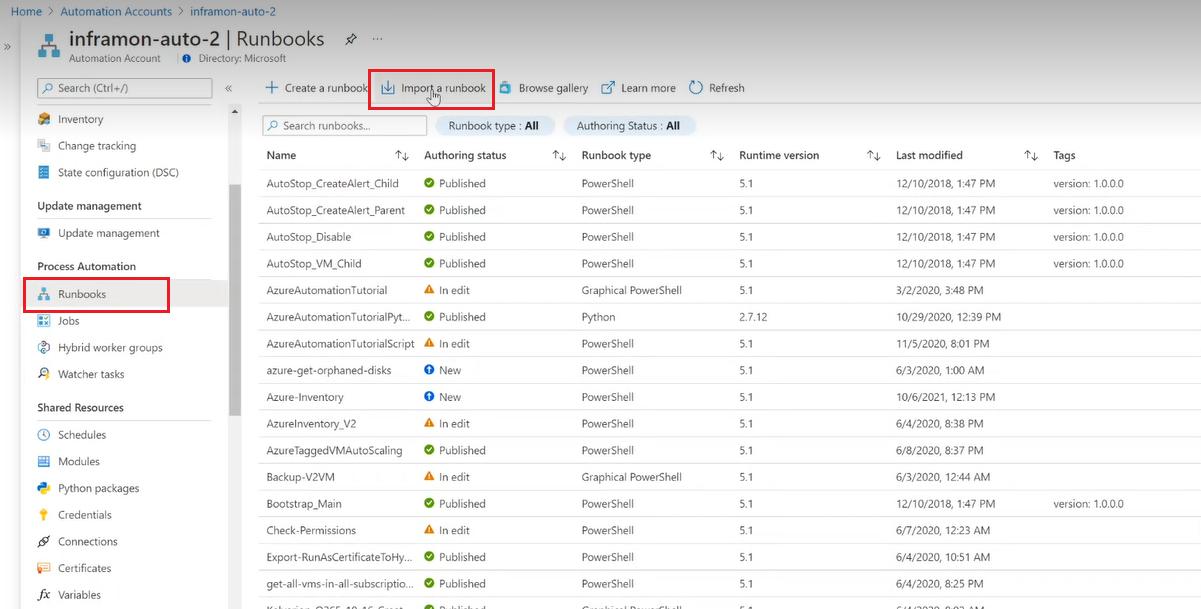 Home > Automation Accounts > inframon-auto-2
»
inframon-auto-2 | Runbooks ...
Automation Account Directory: Microsoft
Search (Ctrl+/) «
Inventory
Change tracking
State configuration (DSC)
Update management
Update management
Process Automation
Runbooks
Jobs
Hybrid worker groups
Watcher tasks
Shared Resources
Schedules
Modules
Python packages
Credentials
Connections
Certificates
fx Variables
Create a runbook Import a runbook Browse gallery Learn more Refresh
Search runbooks... Runbook type : All Authoring Status : All
Name Authoring status Runbook type Runtime version Last modified Tags
AutoStop_CreateAlert_Child Published PowerShell 5.1 12/10/2018, 1:47 PM version: 1.0.0.0
AutoStop_CreateAlert_Parent Published PowerShell 5.1 12/10/2018, 1:47 PM version: 1.0.0.0
AutoStop_Disable Published PowerShell 5.1 12/10/2018, 1:47 PM version: 1.0.0.0
AutoStop_VM_Child Published PowerShell 5.1 12/10/2018, 1:47 PM version: 1.0.0.0
AzureAutomationTutorial In edit Graphical PowerShell 5.1 3/2/2020, 3:48 PM
AzureAutomationTutorialPyt... Published Python 2.7.12 10/29/2020, 12:39 PM
AzureAutomationTutorialScript In edit PowerShell 5.1 11/5/2020, 8:01 PM
azure-get-orphaned-disks New PowerShell 5.1 6/3/2020, 1:00 AM
Azure-Inventory New PowerShell 5.1 10/6/2021, 12:13 PM
AzureInventory_V2 In edit PowerShell 5.1 6/4/2020, 8:38 PM
AzureTaggedVMAutoScaling Published PowerShell 5.1 6/8/2020, 8:37 PM
Backup-V2VM In edit Graphical PowerShell 5.1 6/3/2020, 12:44 AM
Bootstrap_Main Published PowerShell 5.1 12/10/2018, 1:47 PM version: 1.0.0.0
Check-Permissions In edit PowerShell 5.1 6/7/2020, 12:23 AM
Export-RunAsCertificateToHy... Published PowerShell 5.1 6/4/2020, 10:51 AM
get-all-vms-in-all-subscriptio... Published PowerShell 5.1 6/4/2020, 8:25 PM
Published Graphical PowerShell 5.1